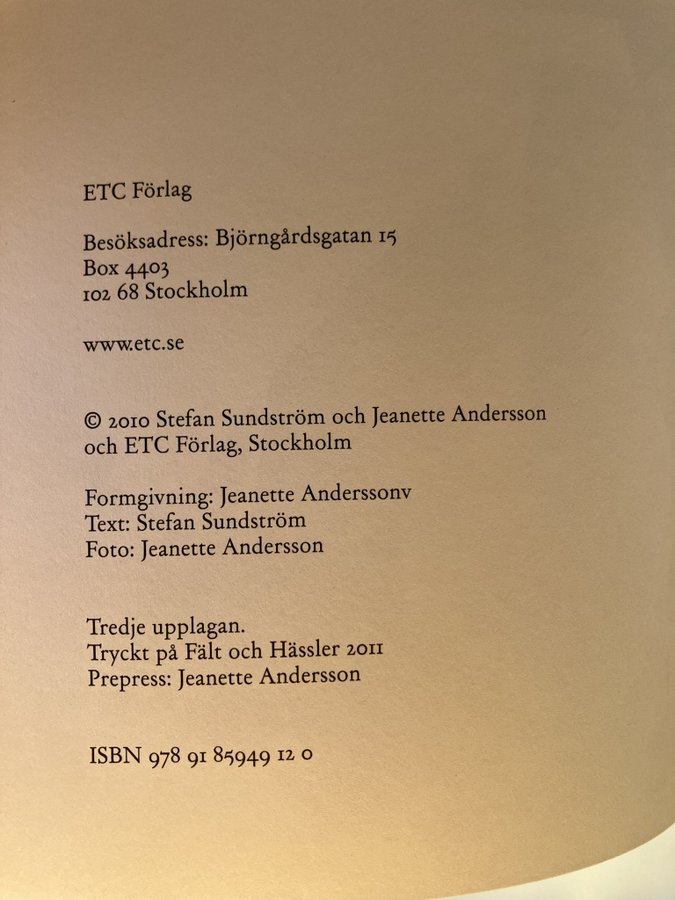 ETC Förlag
Besöksadress: Björngårdsgatan 15
Box 4403
102 68 Stockholm
www.etc.se
© 2010 Stefan Sundström och Jeanette Andersson
och ETC Förlag, Stockholm
Formgivning: Jeanette Anderssonv
Text: Stefan Sundström
Foto: Jeanette Andersson
Tredje upplagan.
Tryckt på Fält och Hässler 2011
Prepress: Jeanette Andersson
ISBN 978 91 85949 12 0